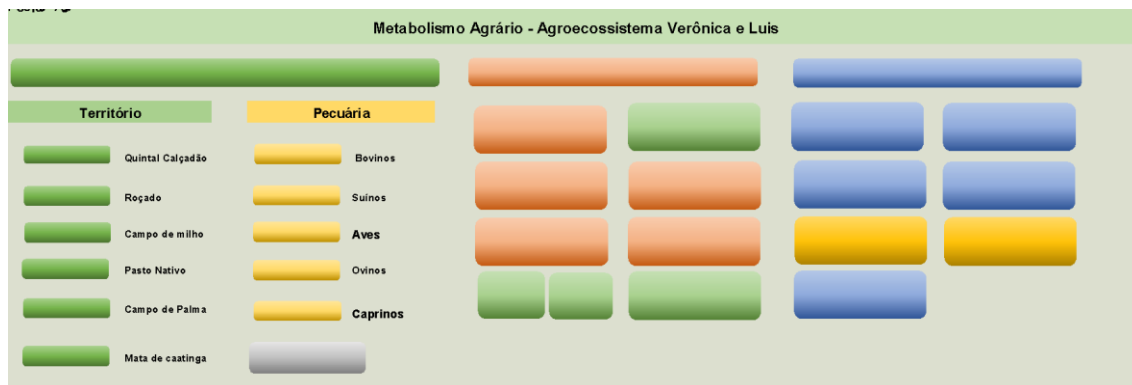 Metabolismo Agrário - Agroecossistema Verônica e Luis
Território
Pecuária
Quintal Calçadão
Bovinos
Roçado
Suínos
Campo de milho
Aves
Pasto Nativo
Ovinos
Campo de Palma
Caprinos
Mata de caatinga